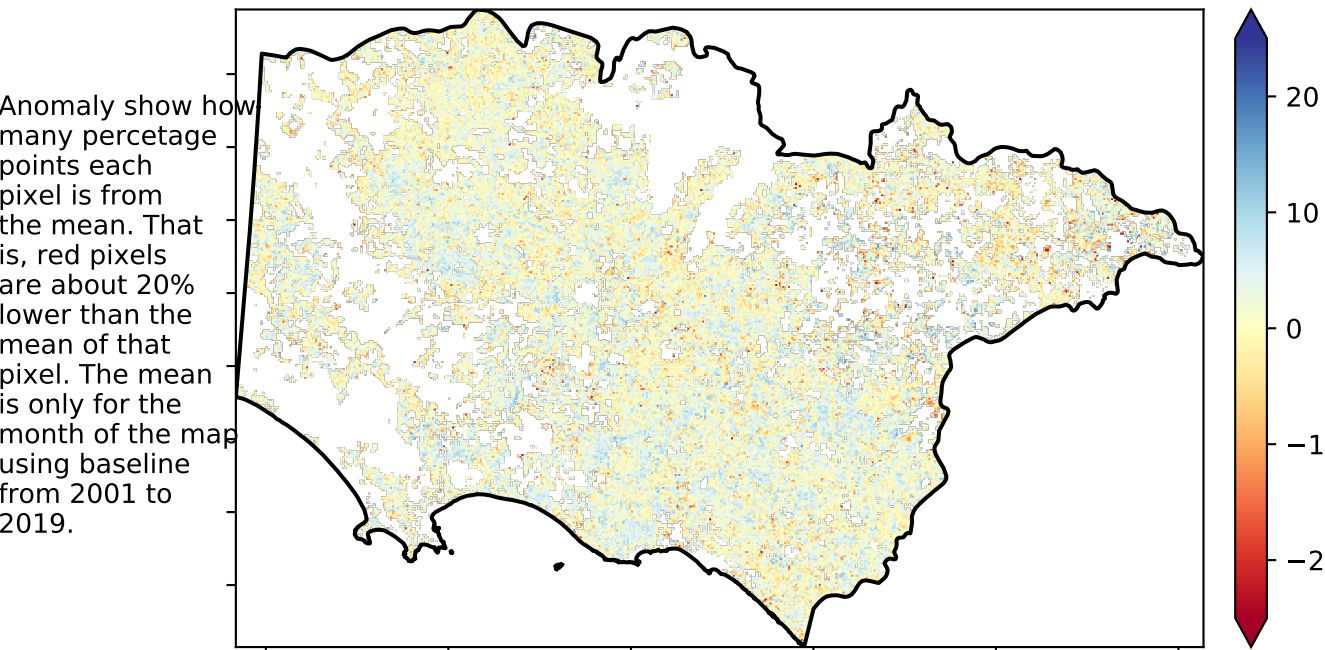 Anomaly show how
many percetage
points each
pixel is from
the mean. That
is, red pixels
are about 20%
lower than the
mean of that
pixel. The mean
is only for the
month of the map
using baseline
from 2001 to
2019.
20
10
0
−1
−2